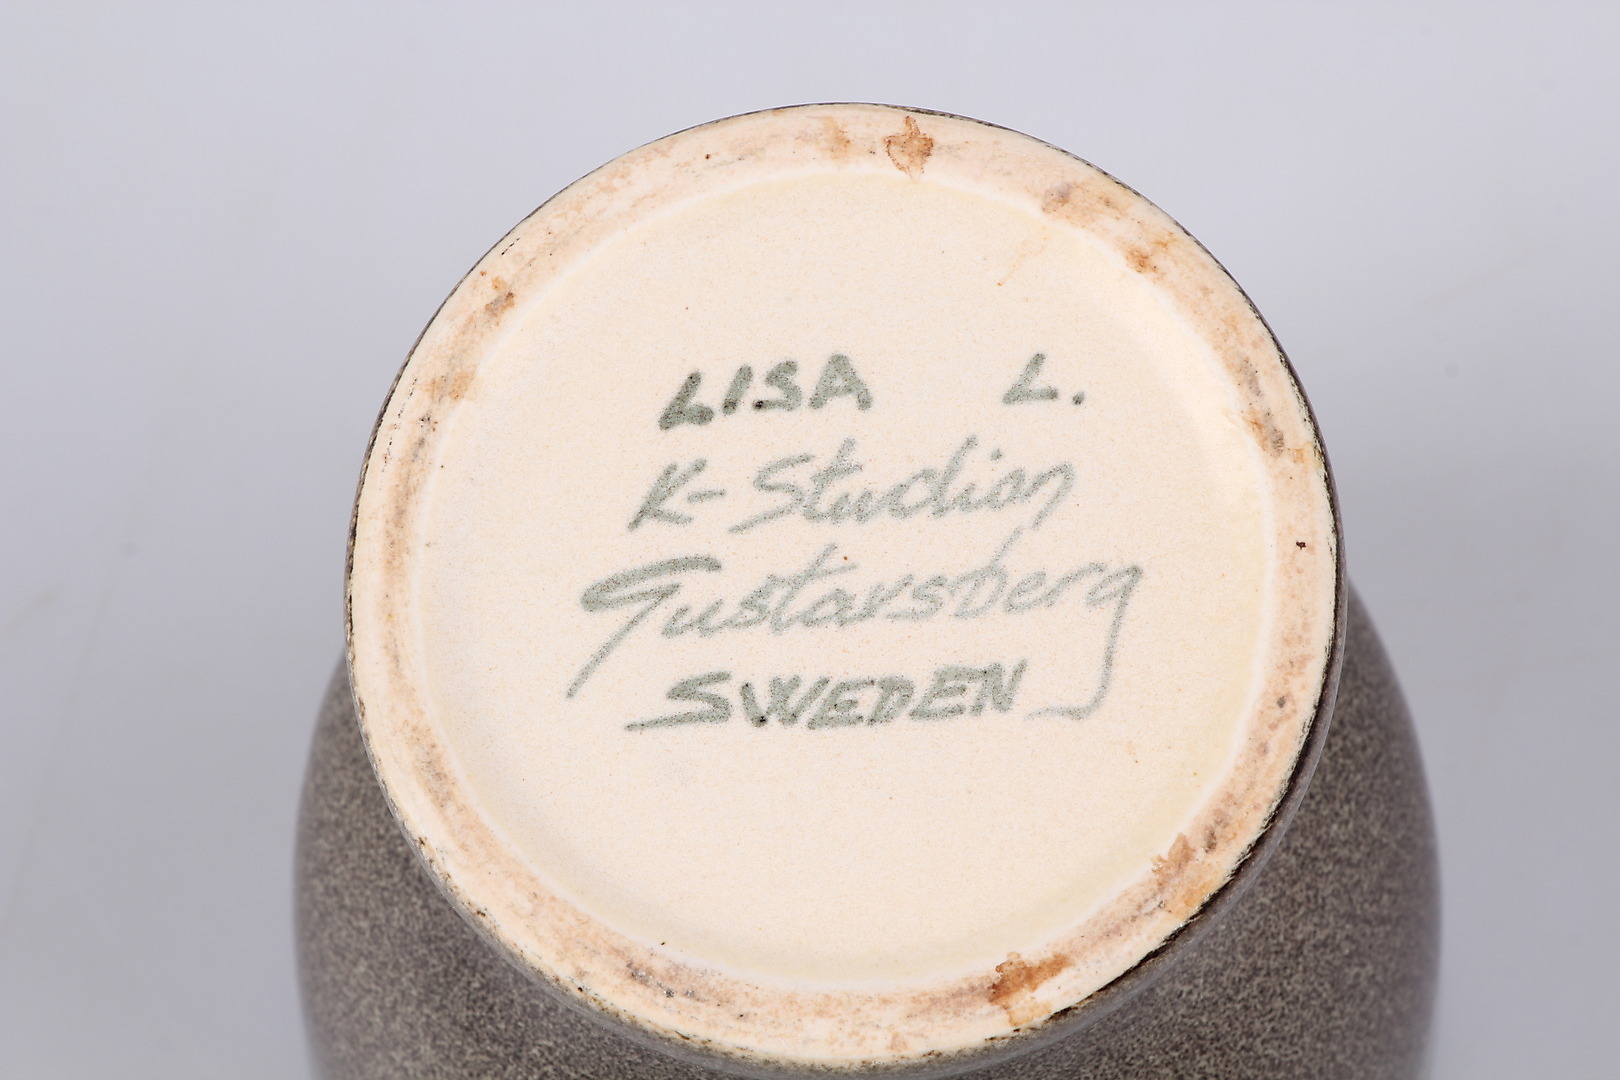 LISA L.
K-Studion
Gustavsberg
SWEDEN